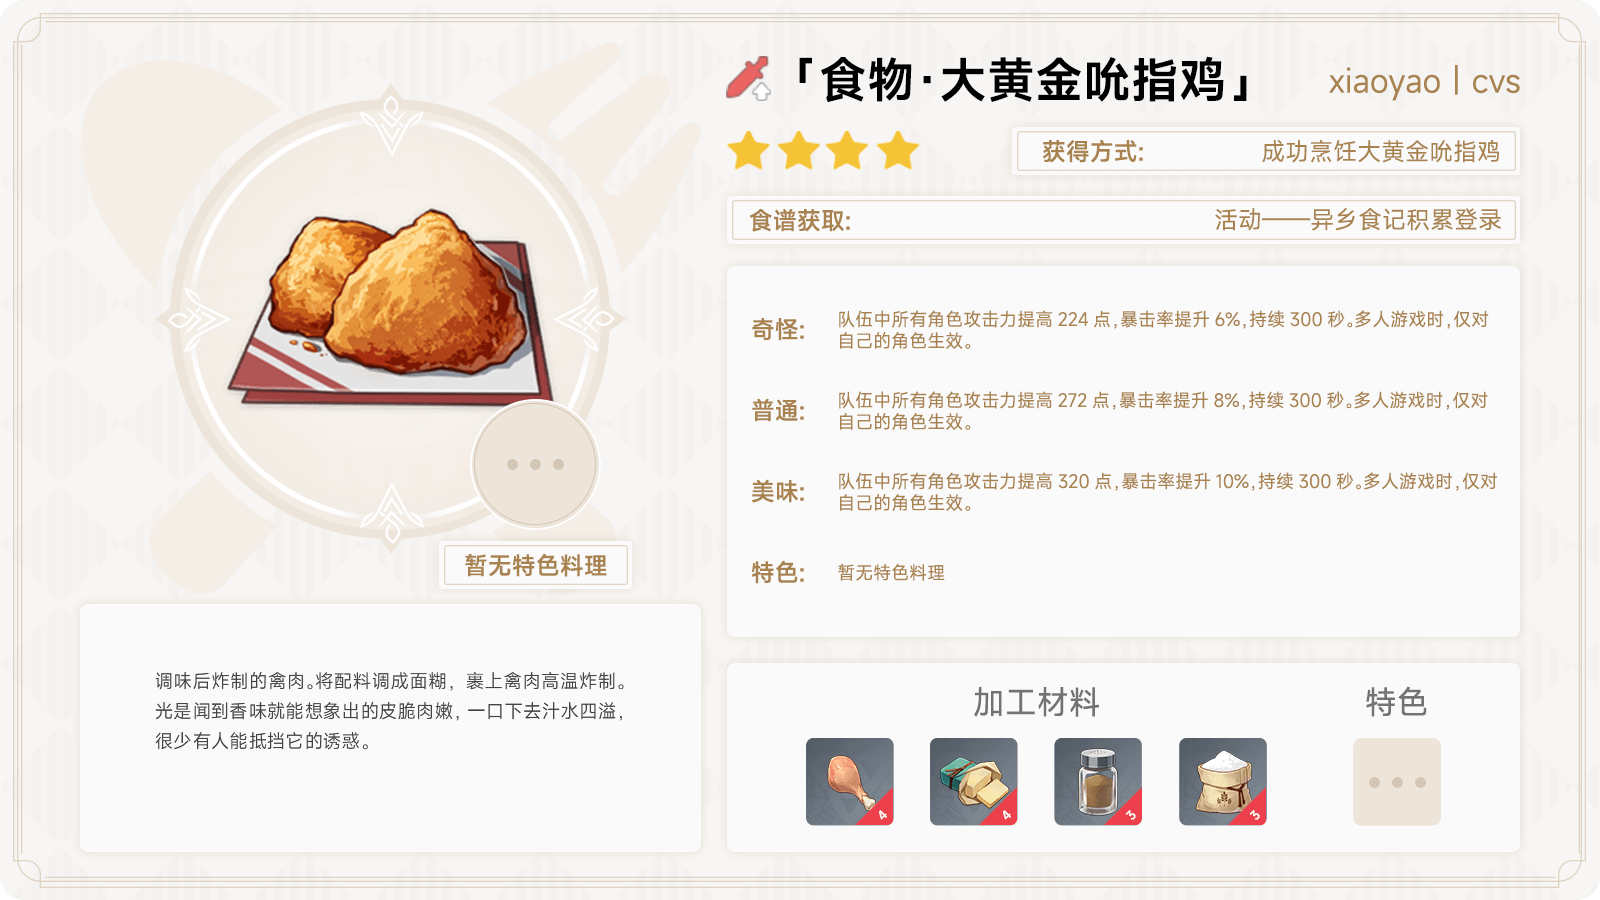 「食物·大黄金吮指鸡」
xiaoyao | cvs
获得方式:
成功烹饪大黄金吮指鸡
食谱获取:
活动——异乡食记积累登录
奇怪:
队伍中所有角色攻击力提高 224 点,暴击率提升 6%,持续 300 秒。多人游戏时,仅对
自己的角色生效。
普通:
队伍中所有角色攻击力提高 272 点,暴击率提升 8%,持续 300 秒。多人游戏时,仅对
自己的角色生效。
美味:
队伍中所有角色攻击力提高 320 点,暴击率提升 10%,持续 300 秒。多人游戏时,仅对
自己的角色生效。
特色:
暂无特色料理
暂无特色料理
调味后炸制的禽肉。将配料调成面糊，裹上禽肉高温炸制。
光是闻到香味就能想象出的皮脆肉嫩，一口下去汁水四溢，
很少有人能抵挡它的诱惑。
加工材料
特色
4
4
3
3